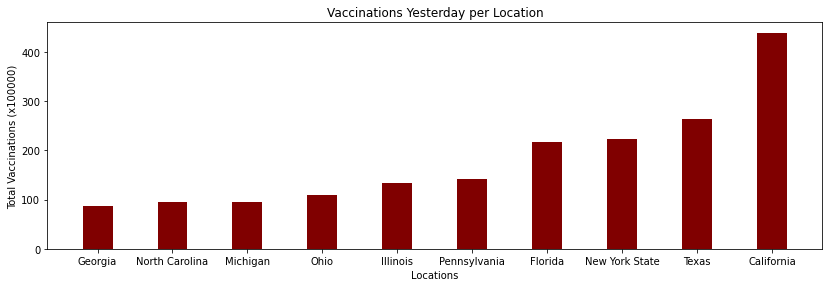 Vaccinations Yesterday per Location
Total Vaccinations (x100000)
400
300
200
100
0
Georgia North Carolina Michigan Ohio Illinois Pennsylvania Florida New York State Texas California
Locations